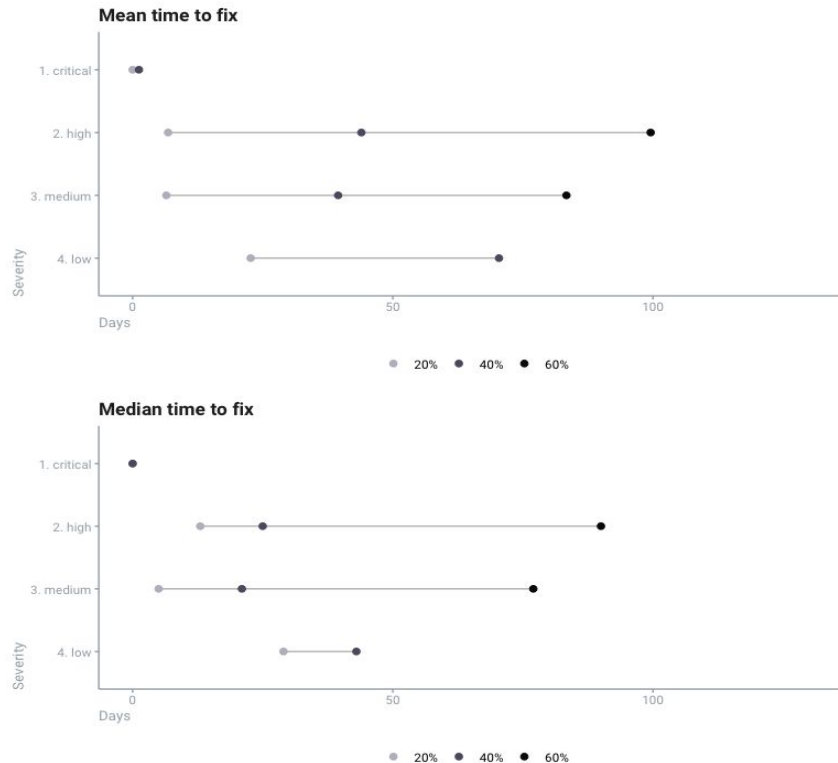 Mean time to fix
1. critical
2. high
3. medium
4. low
Severity
0 50 100
Days
20% 40% 60%
Median time to fix
1. critical
2. high
3. medium
4. low
Severity
0 50 100
Days
20% 40% 60%